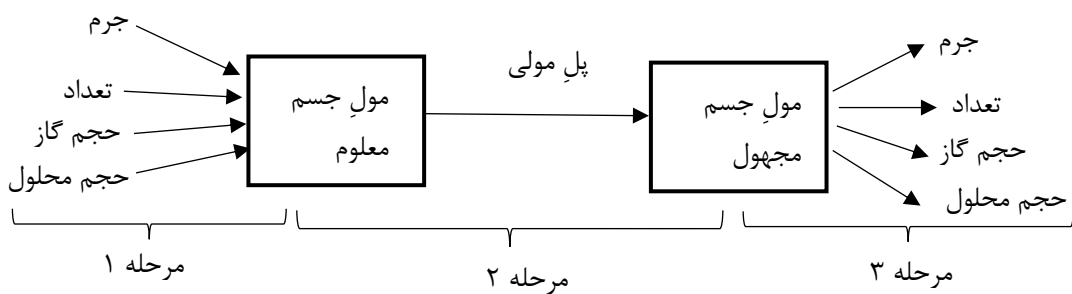 جرم
تعداد
حجم گاز
حجم محلول
مولِ جسم
معلوم
پلِ مولی
مولِ جسم
مجهول
جرم
تعداد
حجم گاز
حجم محلول
مرحله ۱
مرحله ۲
مرحله ۳